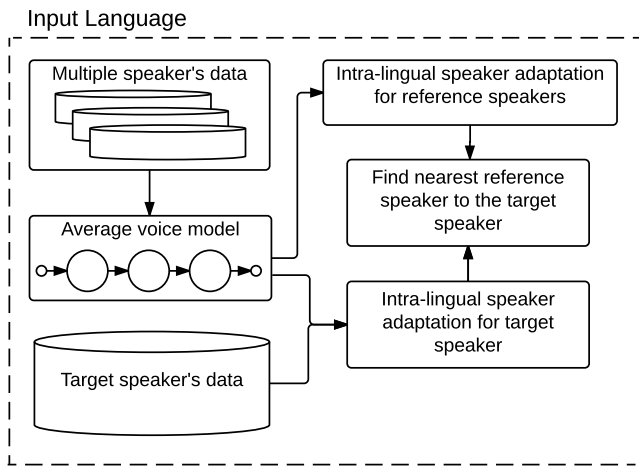 Input Language
Multiple speaker's data
Average voice model
Target speaker's data
Intra-lingual speaker adaptation
for reference speakers
Find nearest reference
speaker to the target
speaker
Intra-lingual speaker
adaptation for target
speaker